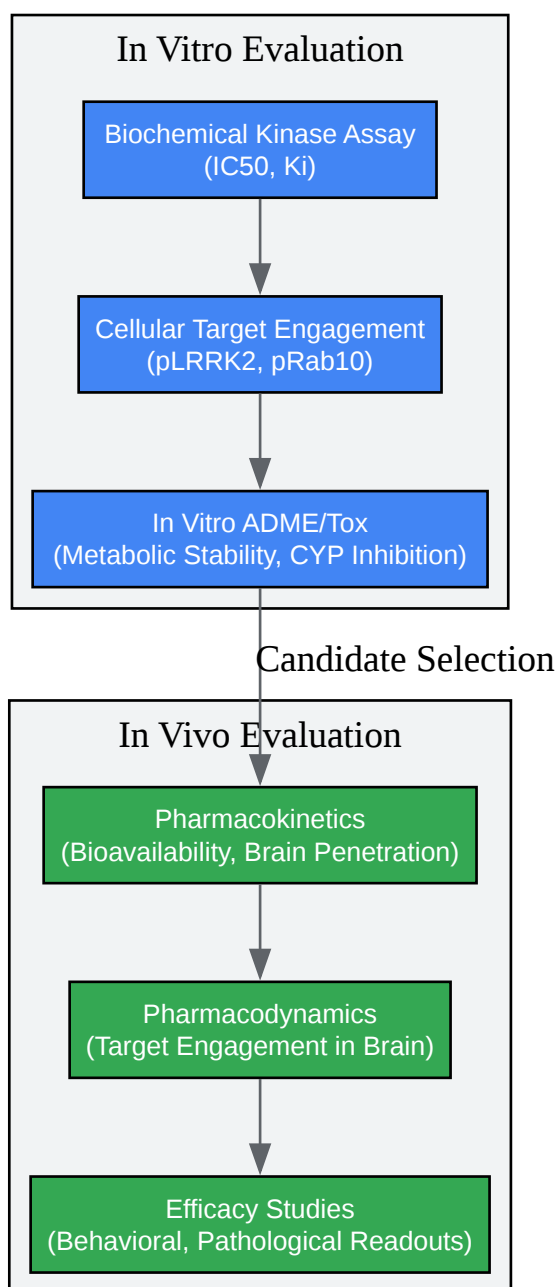 In Vitro Evaluation
Biochemical Kinase Assay
(IC50, Ki)
Cellular Target Engagement
(pLRRK2, pRab10)
In Vitro ADME/Tox
(Metabolic Stability, CYP Inhibition)
Candidate Selection
In Vivo Evaluation
Pharmacokinetics
(Bioavailability, Brain Penetration)
Pharmacodynamics
(Target Engagement in Brain)
Efficacy Studies
(Behavioral, Pathological Readouts)